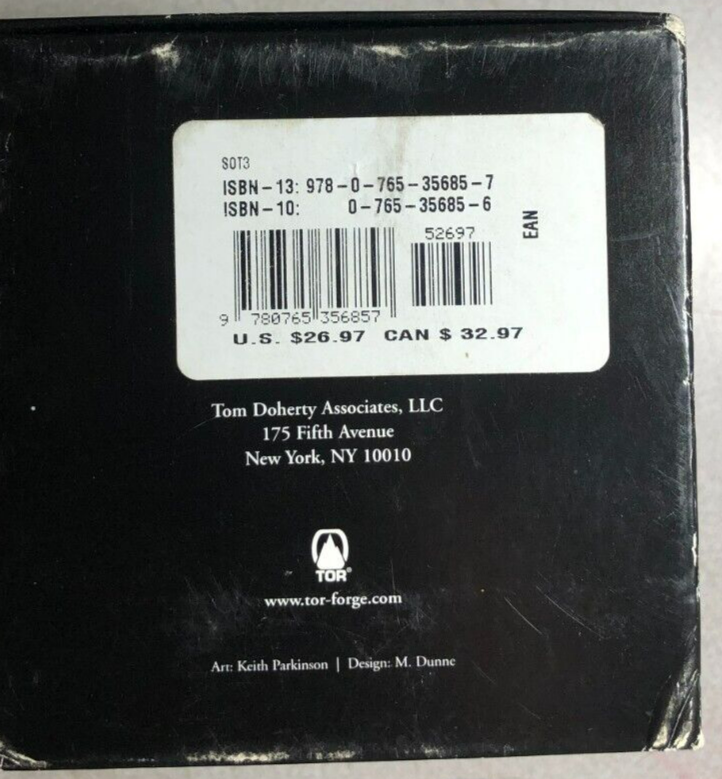 SOT3
ISBN-13: 978-0-765-35685-7
ISBN-10: 0-765-35685-6
EAN
52697
9 780765 356857
U.S. $26.97 CAN $ 32.97
Tom Doherty Associates, LLC
175 Fifth Avenue
New York, NY 10010
TOR®
www.tor-forge.com
Art: Keith Parkinson | Design: M. Dunne